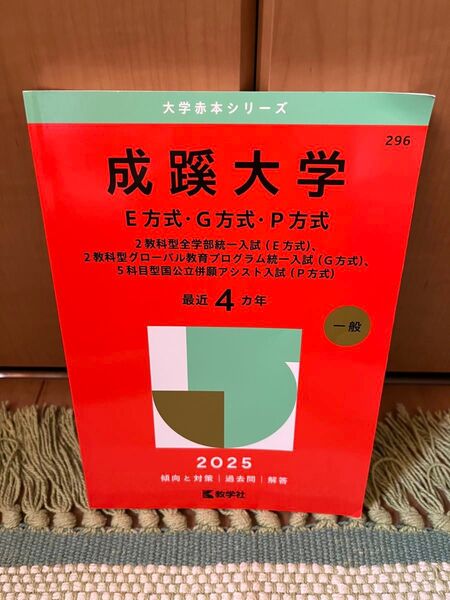 大学赤本シリーズ
296
成蹊大学
E方式・G方式・P方式
2教科型全学部統一入試(E方式)、
2教科型グローバル教育プログラム統一入試(G方式)、
5科目型国公立併願アシスト入試(P方式)
最近4カ年
一般
2025
傾向と対策|過去問|解答
教学社